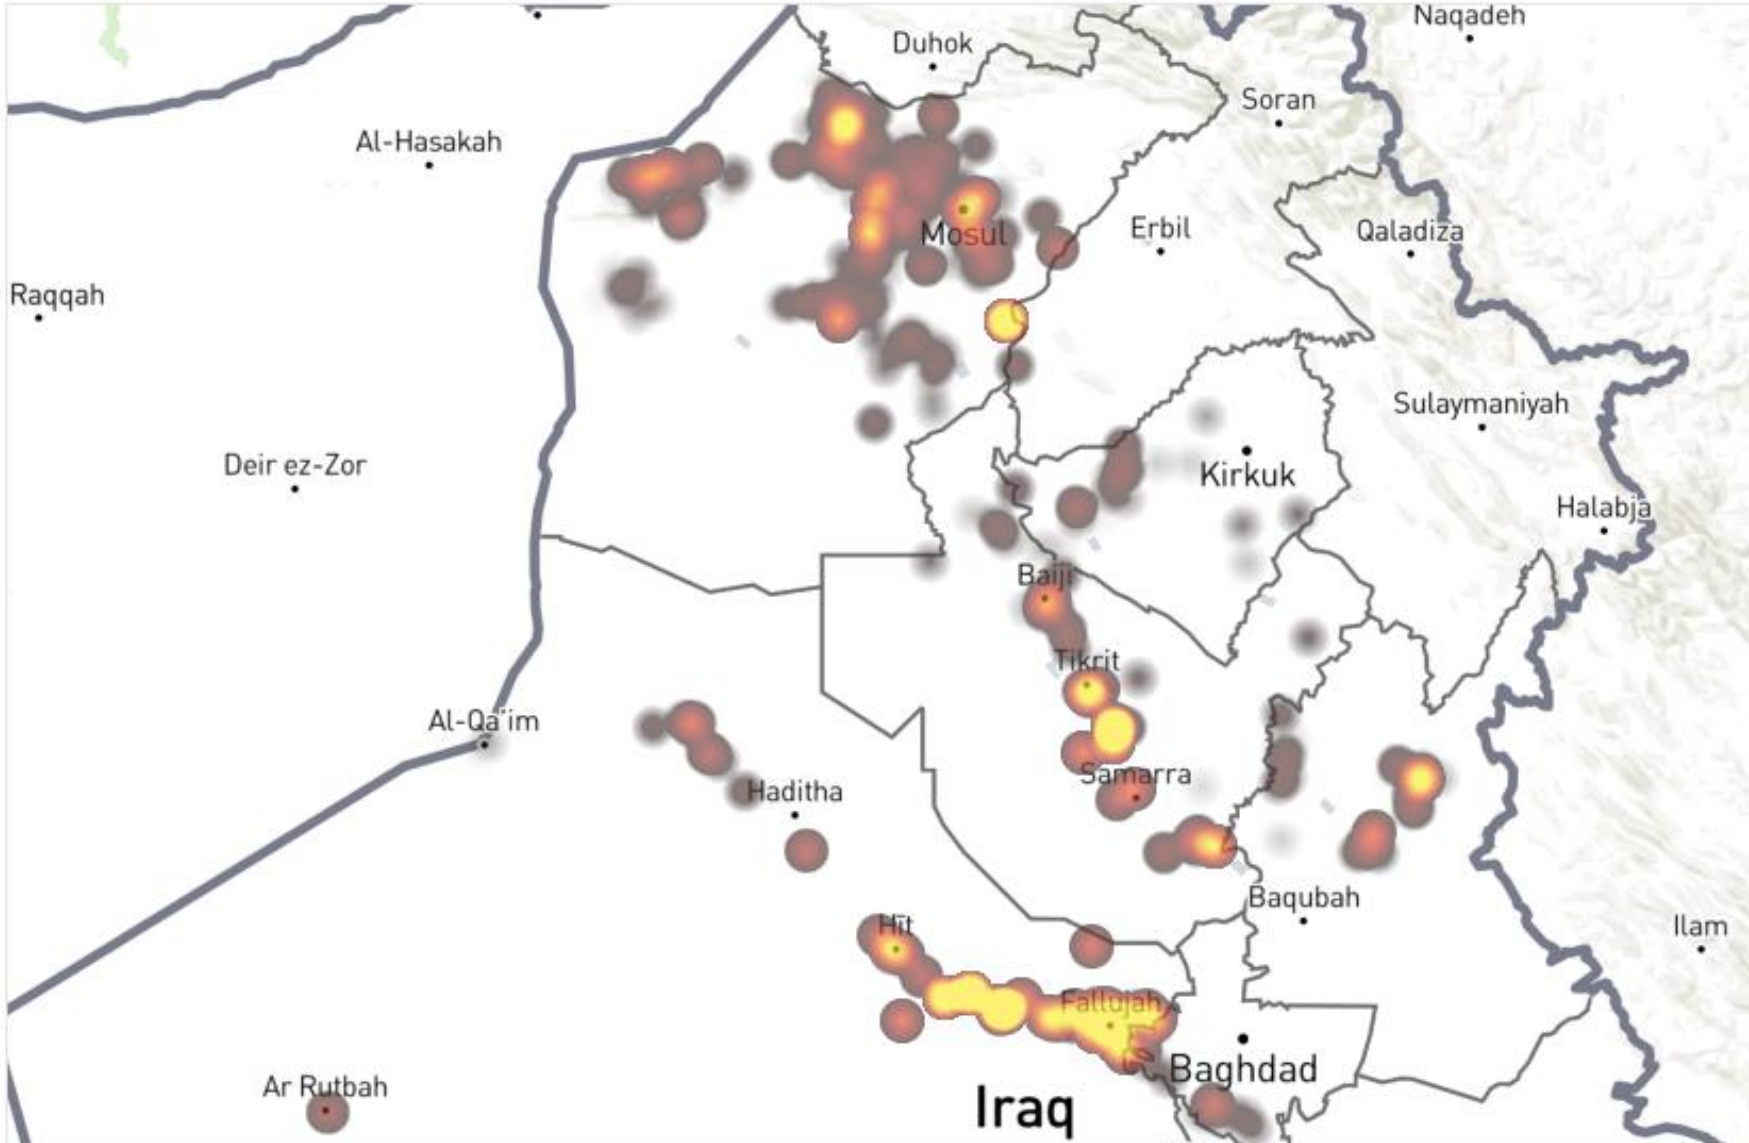 Naqadeh
Duhok
Soran
Al-Hasakah
Mosul
Erbil
Qaladiza
Raqqah
Sulaymaniyah
Deir ez-Zor
Kirkuk
Halabja
Baiji
Tikrit
Al-Qa'im
Samarra
Haditha
Baqubah
Hit
Ilam
Fallujah
Baghdad
Ar Rutbah
Iraq